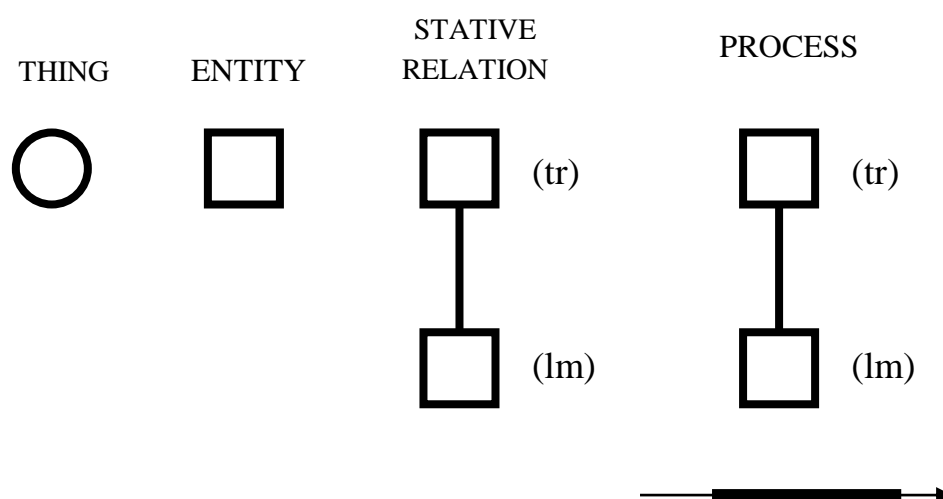 THING
ENTITY
STATIVE
RELATION
PROCESS
(tr)
(tr)
(lm)
(lm)